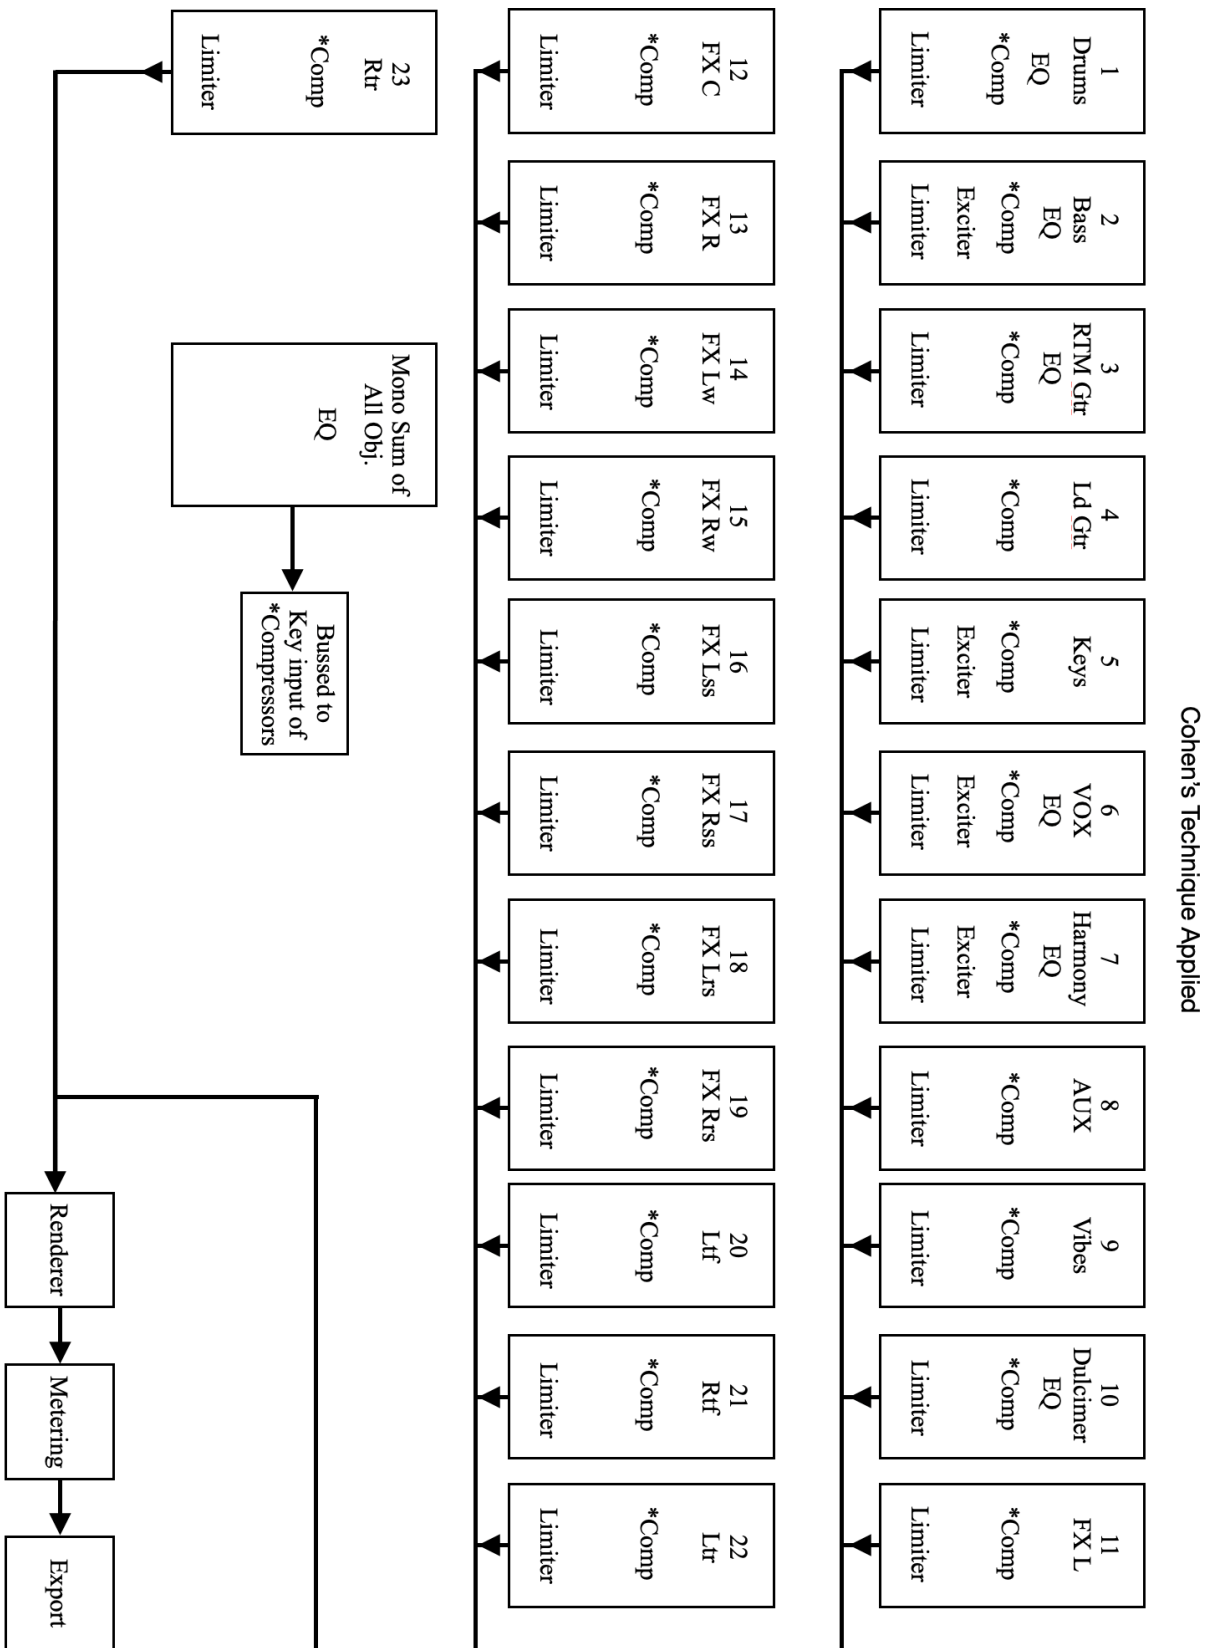 Cohen's Technique Applied
1
Drums
EQ
*Comp
Limiter
2
Bass
EQ
*Comp
Exciter
Limiter
3
RTM Gtr
EQ
*Comp
Limiter
4
Ld Gtr
*Comp
Limiter
5
Keys
*Comp
Exciter
Limiter
6
VOX
EQ
*Comp
Exciter
Limiter
7
Harmony
EQ
*Comp
Exciter
Limiter
8
AUX
*Comp
Limiter
9
Vibes
*Comp
Limiter
10
Dulcimer
EQ
*Comp
Limiter
11
FX L
*Comp
Limiter
12
FX C
*Comp
Limiter
13
FX R
*Comp
Limiter
14
FX Lw
*Comp
Limiter
15
FX Rw
*Comp
Limiter
16
FX Lss
*Comp
Limiter
17
FX Rss
*Comp
Limiter
18
FX Lrs
*Comp
Limiter
19
FX Rrs
*Comp
Limiter
20
Ltf
*Comp
Limiter
21
Rtf
*Comp
Limiter
22
Ltr
*Comp
Limiter
23
Rtr
*Comp
Limiter
Mono Sum of
All Obj.
EQ
Bussed to
Key input of
*Compressors
Renderer
Metering
Export